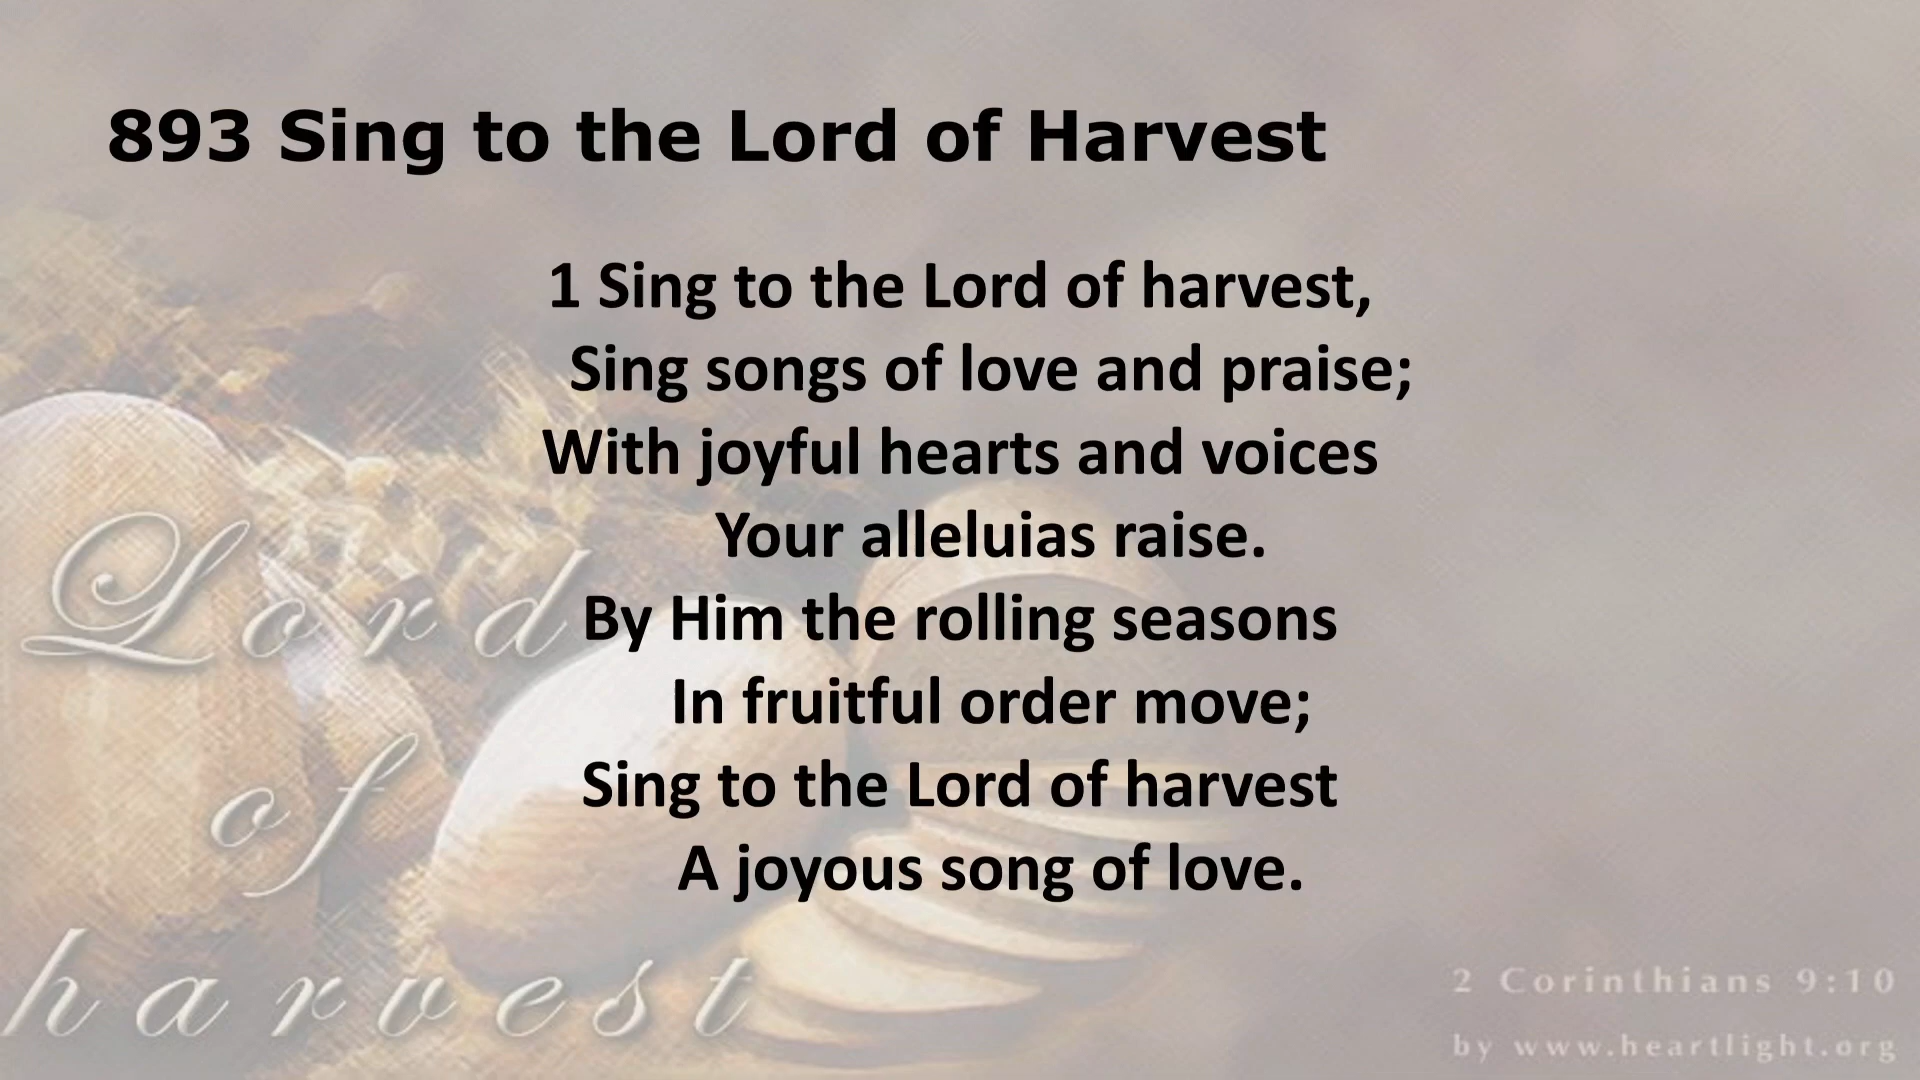 893 Sing to the Lord of Harvest
1 Sing to the Lord of harvest,
Sing songs of love and praise;
With joyful hearts and voices
Your alleluias raise.
By Him the rolling seasons
In fruitful order move;
Sing to the Lord of harvest
A joyous song of love.
Lord
of
harvest
2 Corinthians 9:10
by www.heartlight.org